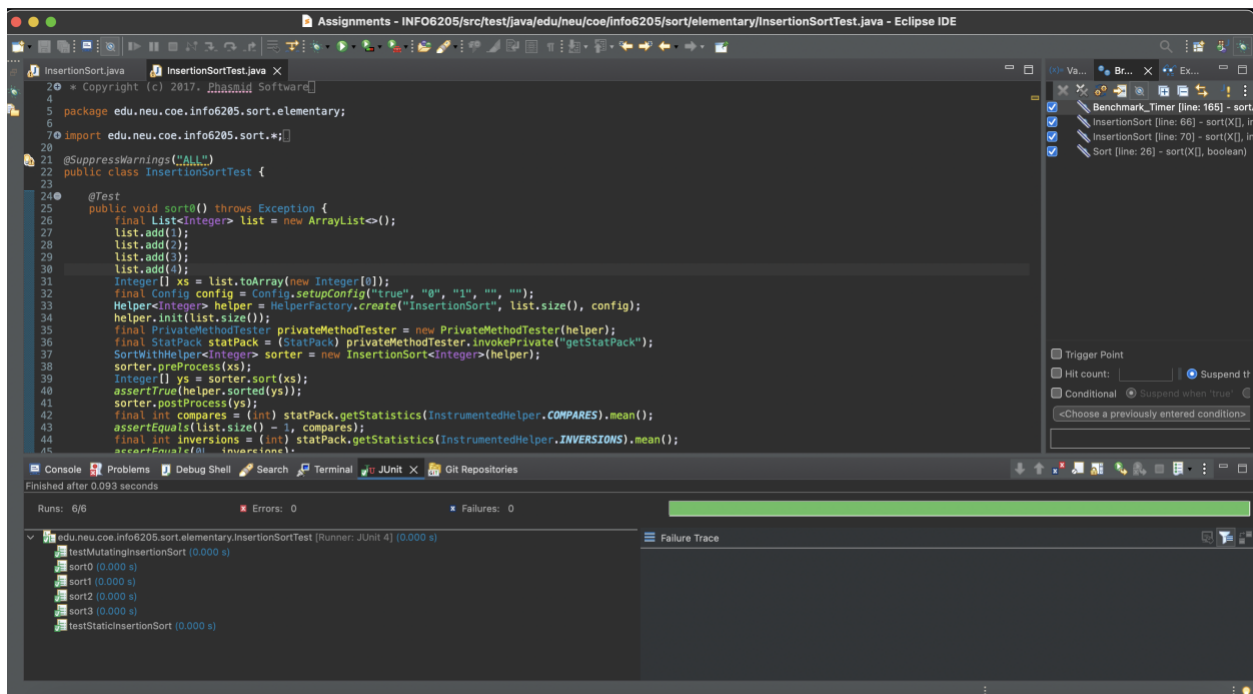 Assignments - INFO6205/src/test/java/edu/neu/coe/info6205/sort/elementary/InsertionSortTest.java - Eclipse IDE
InsertionSort.java InsertionSortTest.java
2 * Copyright (c) 2017. Phasmid Software
4
5 package edu.neu.coe.info6205.sort.elementary;
6
7 import edu.neu.coe.info6205.sort.*;
20
21 @SuppressWarnings("ALL")
22 public class InsertionSortTest {
23
24 @Test
25 public void sort0() throws Exception {
26 final List<Integer> list = new ArrayList<>();
27 list.add(1);
28 list.add(2);
29 list.add(3);
30 list.add(4);
31 Integer[] xs = list.toArray(new Integer[0]);
32 final Config config = Config.setupConfig("true", "0", "1", "", "");
33 Helper<Integer> helper = HelperFactory.create("InsertionSort", list.size(), config);
34 helper.init(list.size());
35 final PrivateMethodTester privateMethodTester = new PrivateMethodTester(helper);
36 final StatPack statPack = (StatPack) privateMethodTester.invokePrivate("getStatPack");
37 SortWithHelper<Integer> sorter = new InsertionSort<Integer>(helper);
38 sorter.preProcess(xs);
39 Integer[] ys = sorter.sort(xs);
40 assertTrue(helper.sorted(ys));
41 sorter.postProcess(ys);
42 final int compares = (int) statPack.getStatistics(InstrumentedHelper.COMPARES).mean();
43 assertEquals(list.size() - 1, compares);
44 final int inversions = (int) statPack.getStatistics(InstrumentedHelper.INVERSIONS).mean();
45 assertEquals(0L, inversions);
Va... Br... Ex...
Benchmark_Timer [line: 165] - sort
InsertionSort [line: 66] - sort(X[], in
InsertionSort [line: 70] - sort(X[], in
Sort [line: 26] - sort(X[], boolean)
Trigger Point
Hit count: Suspend th
Conditional Suspend when 'true'
<Choose a previously entered condition>
Console Problems Debug Shell Search Terminal JUnit Git Repositories
Finished after 0.093 seconds
Runs: 6/6 Errors: 0 Failures: 0
edu.neu.coe.info6205.sort.elementary.InsertionSortTest [Runner: JUnit 4] (0.000 s)
testMutatingInsertionSort (0.000 s)
sort0 (0.000 s)
sort1 (0.000 s)
sort2 (0.000 s)
sort3 (0.000 s)
testStaticInsertionSort (0.000 s)
Failure Trace